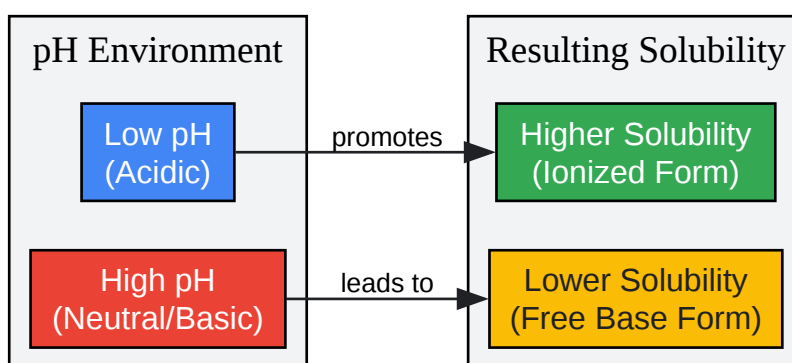 pH Environment
Resulting Solubility
Low pH
(Acidic)
promotes
Higher Solubility
(Ionized Form)
High pH
(Neutral/Basic)
leads to
Lower Solubility
(Free Base Form)